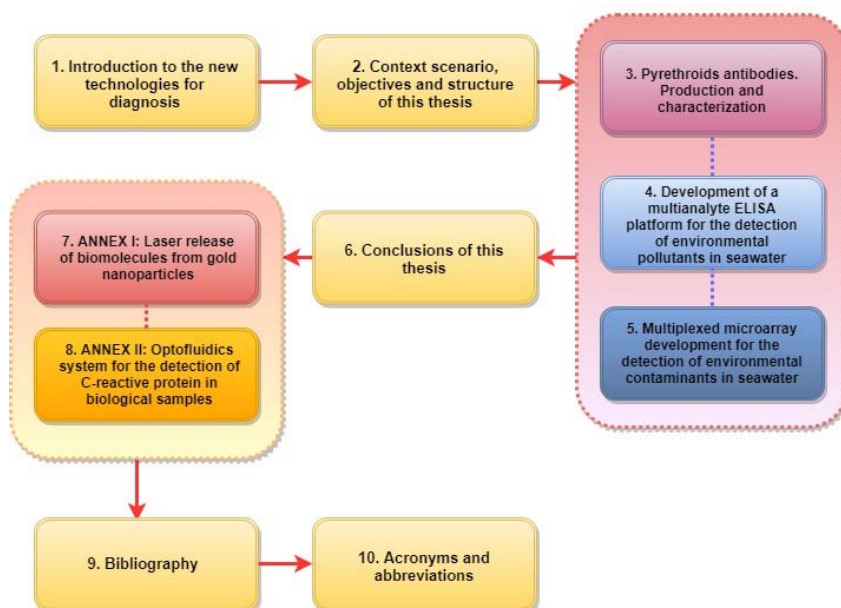 1. Introduction to the new
technologies for
diagnosis
2. Context scenario,
objectives and structure
of this thesis
3. Pyrethroids antibodies.
Production and
characterization
4. Development of a
multianalyte ELISA
platform for the detection
of environmental
pollutants in seawater
5. Multiplexed microarray
development for the
detection of environmental
contaminants in seawater
6. Conclusions of this
thesis
7. ANNEX I: Laser release
of biomolecules from gold
nanoparticles
8. ANNEX II: Optofluidics
system for the detection of
C-reactive protein in
biological samples
9. Bibliography
10. Acronyms and
abbreviations